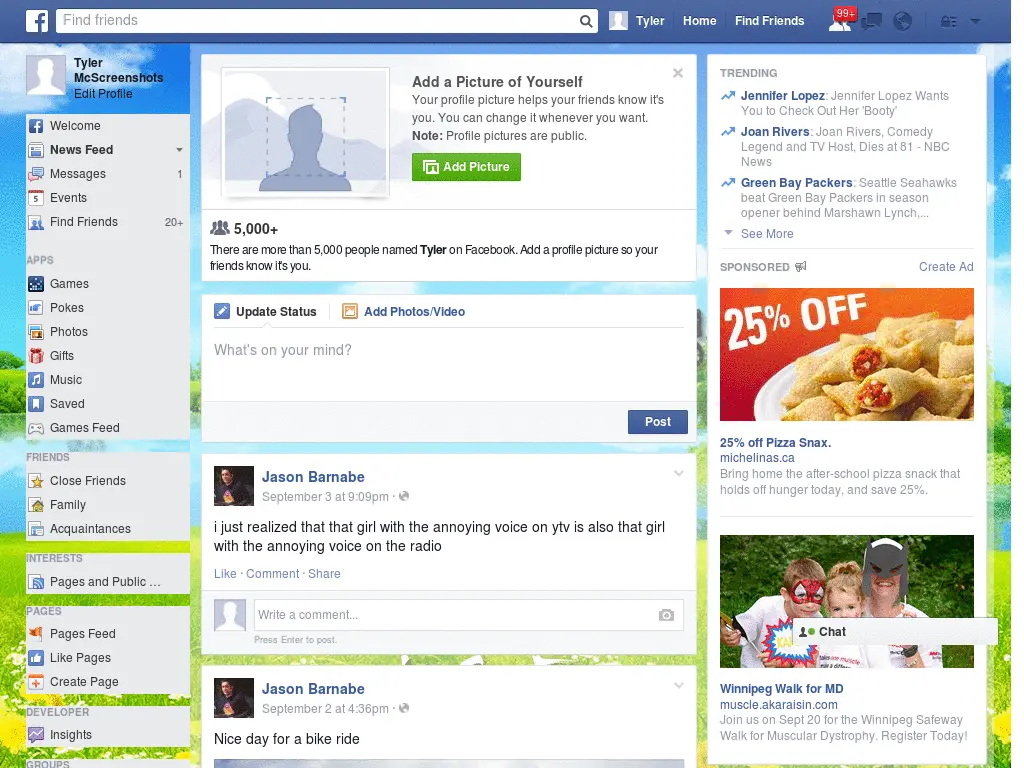 Find friends
Tyler
Home
Find Friends
99+
Tyler
McScreenshots
Edit Profile
Welcome
News Feed
Messages 1
5 Events
Find Friends 20+
APPS
Games
Pokes
Photos
Gifts
Music
Saved
Games Feed
FRIENDS
Close Friends
Family
Acquaintances
INTERESTS
Pages and Public ...
PAGES
Pages Feed
Like Pages
Create Page
DEVELOPER
Insights
GROUPS
Add a Picture of Yourself
Your profile picture helps your friends know it's
you. You can change it whenever you want.
Note: Profile pictures are public.
Add Picture
5,000+
There are more than 5,000 people named Tyler on Facebook. Add a profile picture so your
friends know it's you.
Update Status
Add Photos/Video
What's on your mind?
Post
Jason Barnabe
September 3 at 9:09pm ·
i just realized that that girl with the annoying voice on ytv is also that girl
with the annoying voice on the radio
Like · Comment · Share
Write a comment...
Press Enter to post.
Jason Barnabe
September 2 at 4:36pm ·
Nice day for a bike ride
TRENDING
Jennifer Lopez: Jennifer Lopez Wants
You to Check Out Her 'Booty'
Joan Rivers: Joan Rivers, Comedy
Legend and TV Host, Dies at 81 - NBC
News
Green Bay Packers: Seattle Seahawks
beat Green Bay Packers in season
opener behind Marshawn Lynch,...
See More
SPONSORED
Create Ad
25% OFF
25% off Pizza Snax.
michelinas.ca
Bring home the after-school pizza snack that
holds off hunger today, and save 25%.
Chat
Winnipeg Walk for MD
muscle.akaraisin.com
Join us on Sept 20 for the Winnipeg Safeway
Walk for Muscular Dystrophy. Register Today!